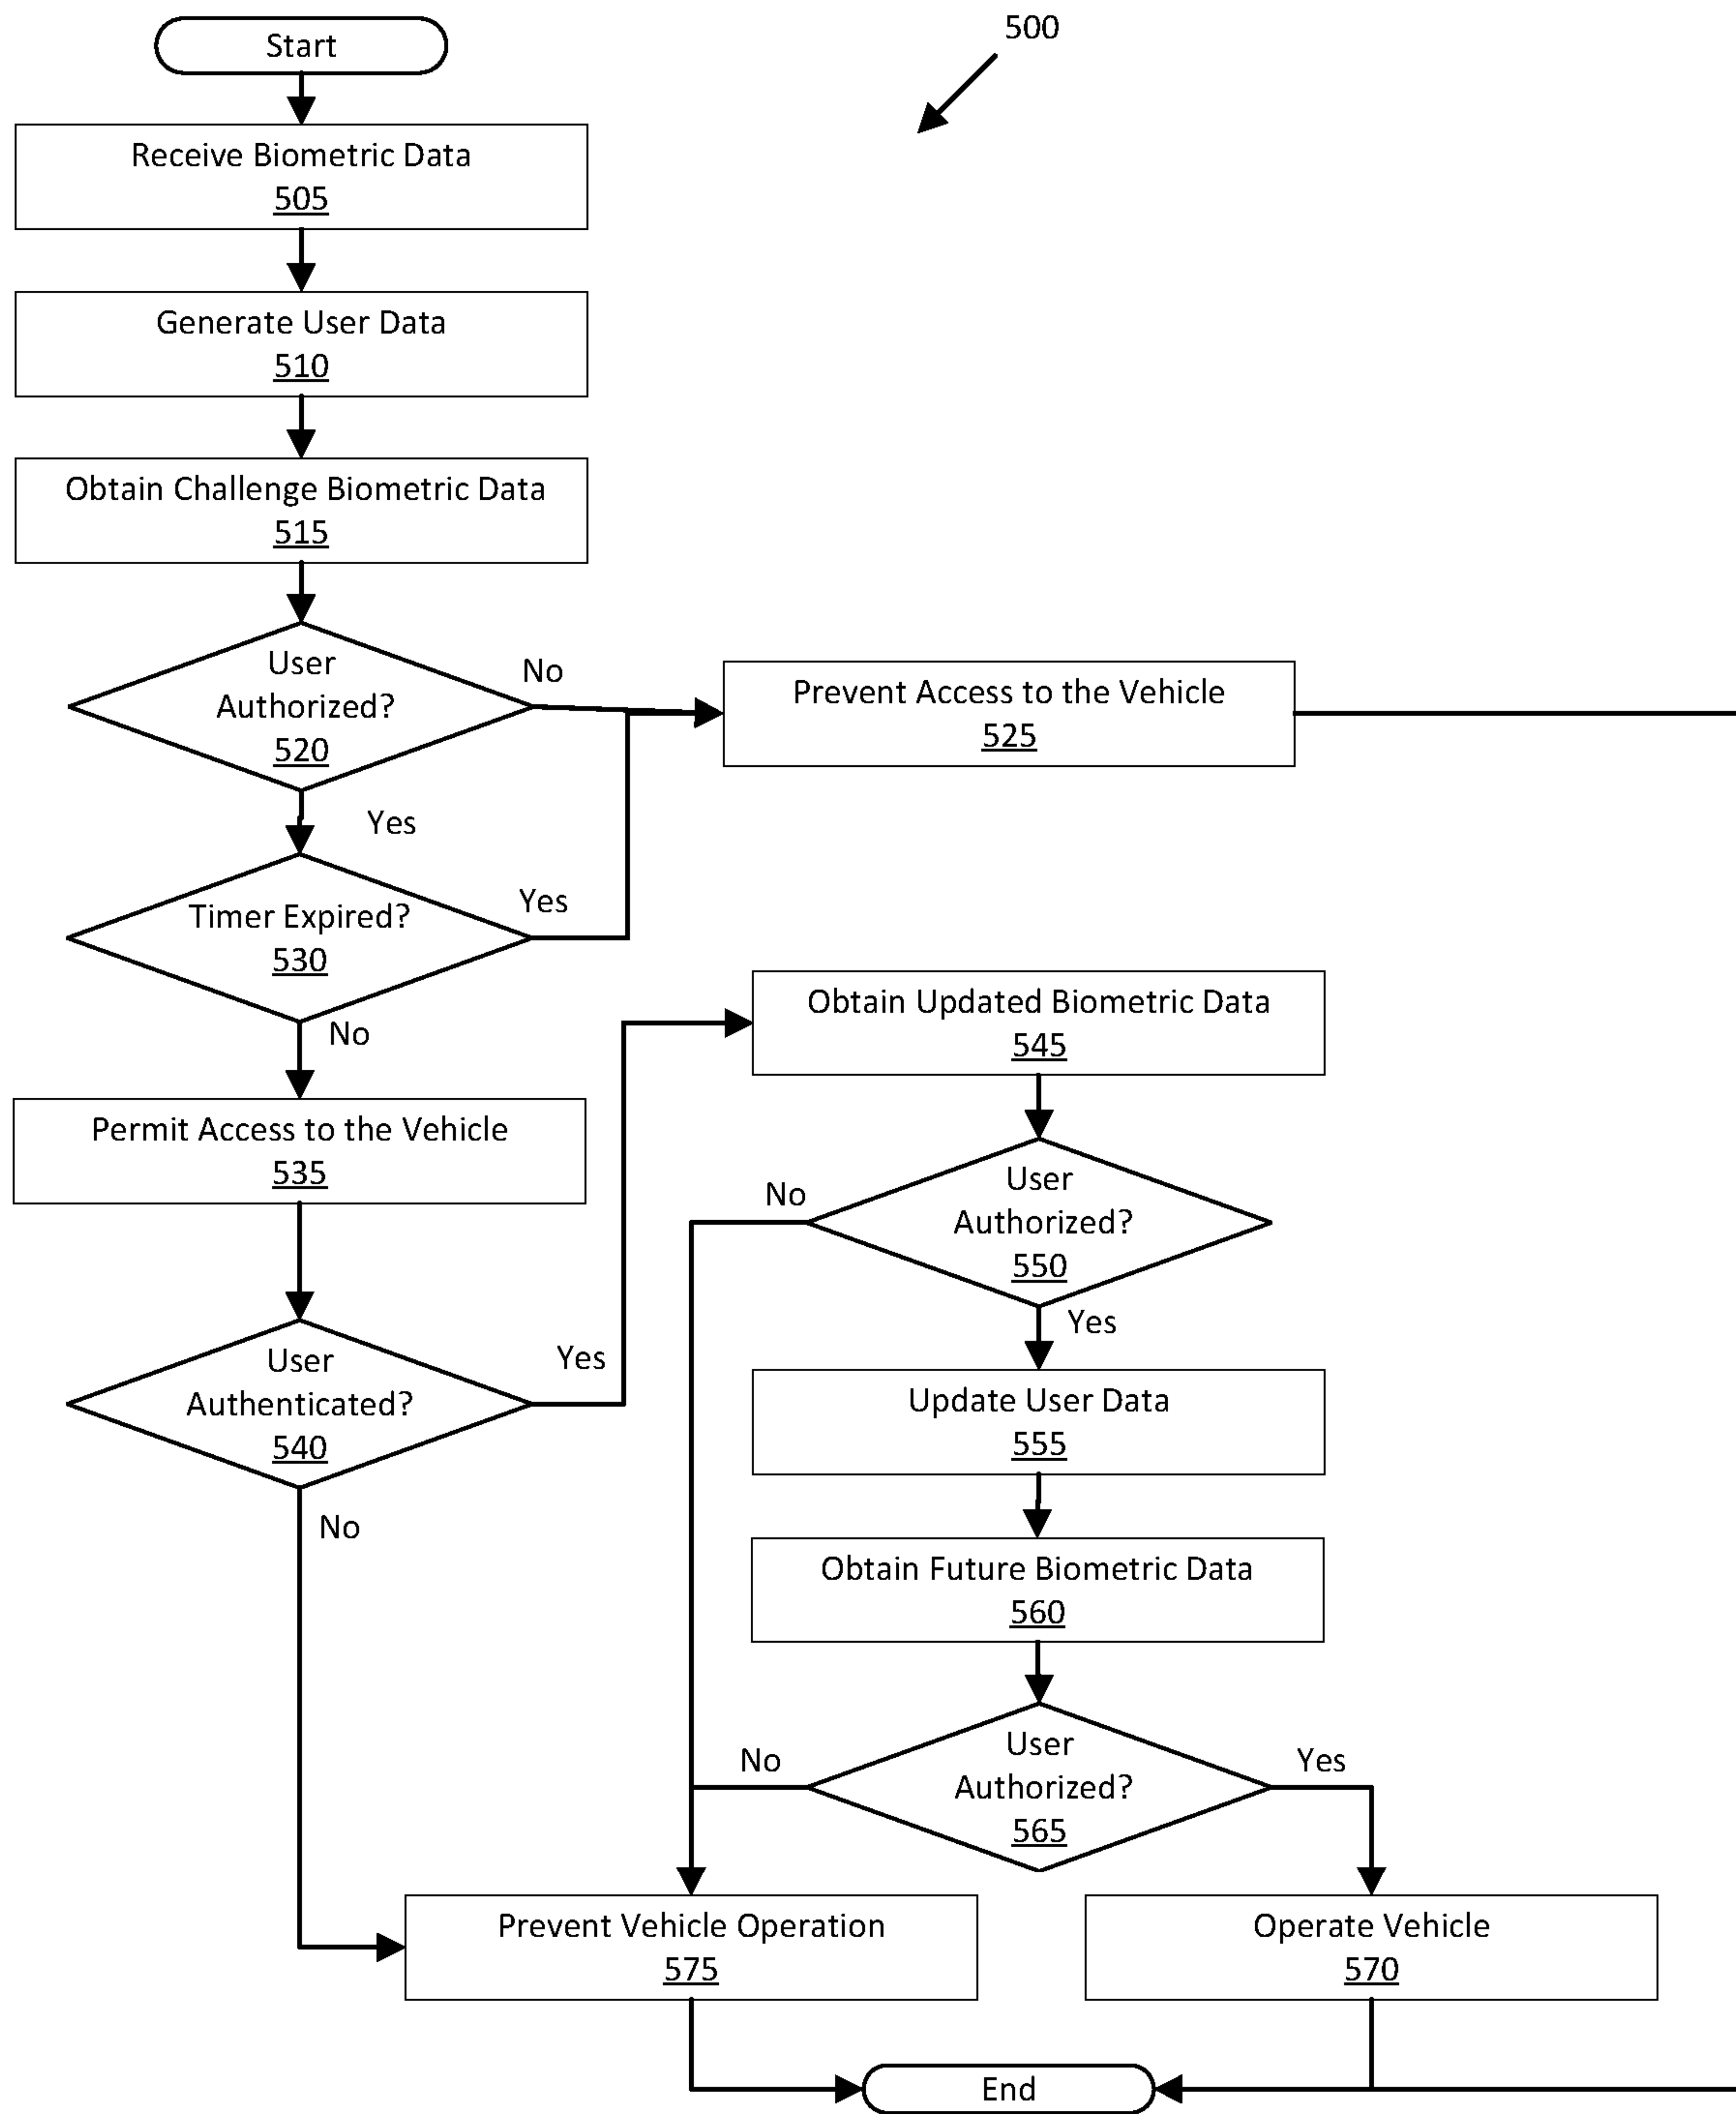 Start
500
Receive Biometric Data
505
Generate User Data
510
Obtain Challenge Biometric Data
515
User
Authorized?
520
No
Prevent Access to the Vehicle
525
Yes
Timer Expired?
530
Yes
No
Obtain Updated Biometric Data
545
Permit Access to the Vehicle
535
User
Authorized?
550
No
Yes
User
Authenticated?
540
Yes
No
Update User Data
555
Obtain Future Biometric Data
560
User
Authorized?
565
No
Yes
Prevent Vehicle Operation
575
Operate Vehicle
570
End